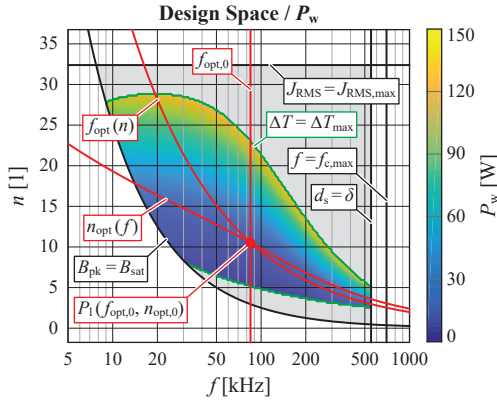 Design Space / P_w
35
30
25
20
15
10
5
0
n [1]
5
10
20
50
100
200
500
1000
f [kHz]
f_opt,0
J_RMS = J_RMS,max
f_opt(n)
ΔT = ΔT_max
f = f_c,max
d_s = δ
n_opt(f)
B_pk = B_sat
P_1(f_opt,0, n_opt,0)
150
120
90
60
30
0
P_w [W]